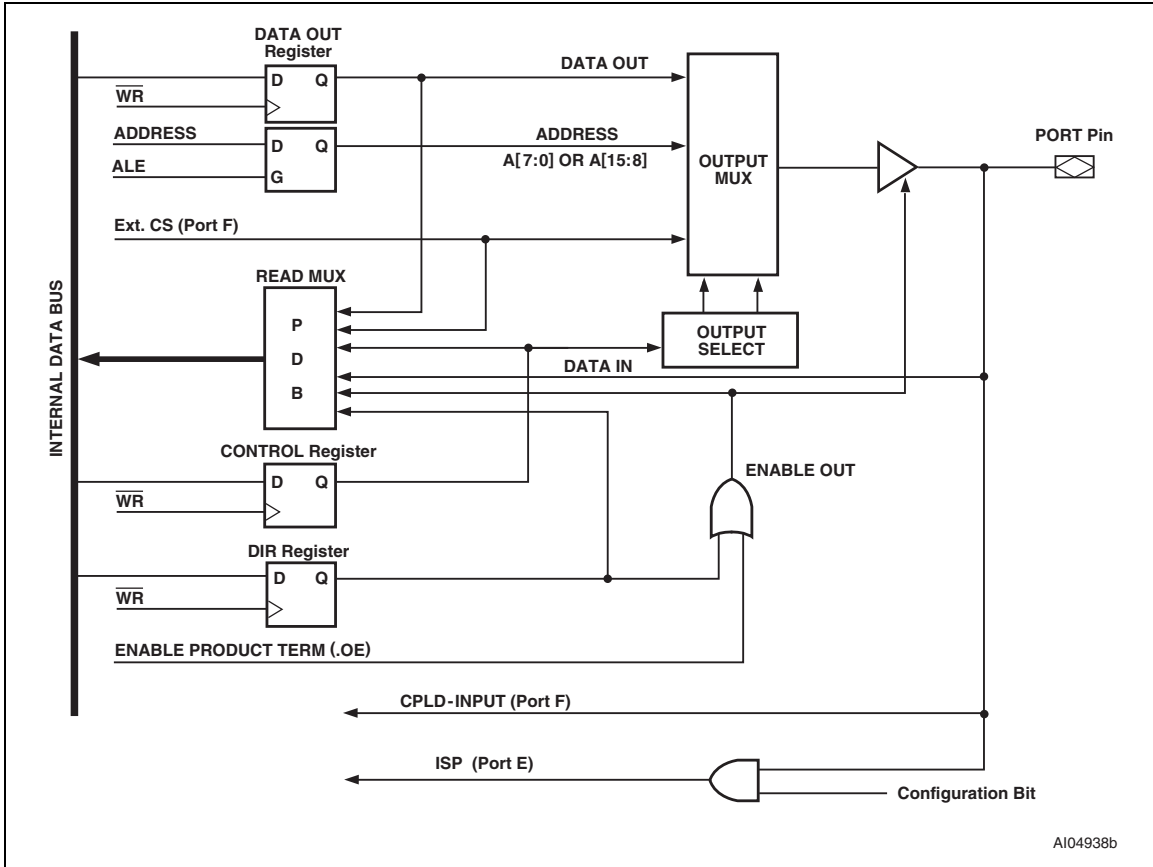 DATA OUT
Register
D Q
WR
DATA OUT
ADDRESS
D Q
ALE
G
ADDRESS
A[7:0] OR A[15:8]
OUTPUT
MUX
PORT Pin
Ext. CS (Port F)
READ MUX
P
D
B
OUTPUT
SELECT
DATA IN
INTERNAL DATA BUS
CONTROL Register
D Q
WR
ENABLE OUT
DIR Register
D Q
WR
ENABLE PRODUCT TERM (.OE)
CPLD-INPUT (Port F)
ISP (Port E)
Configuration Bit
AI04938b